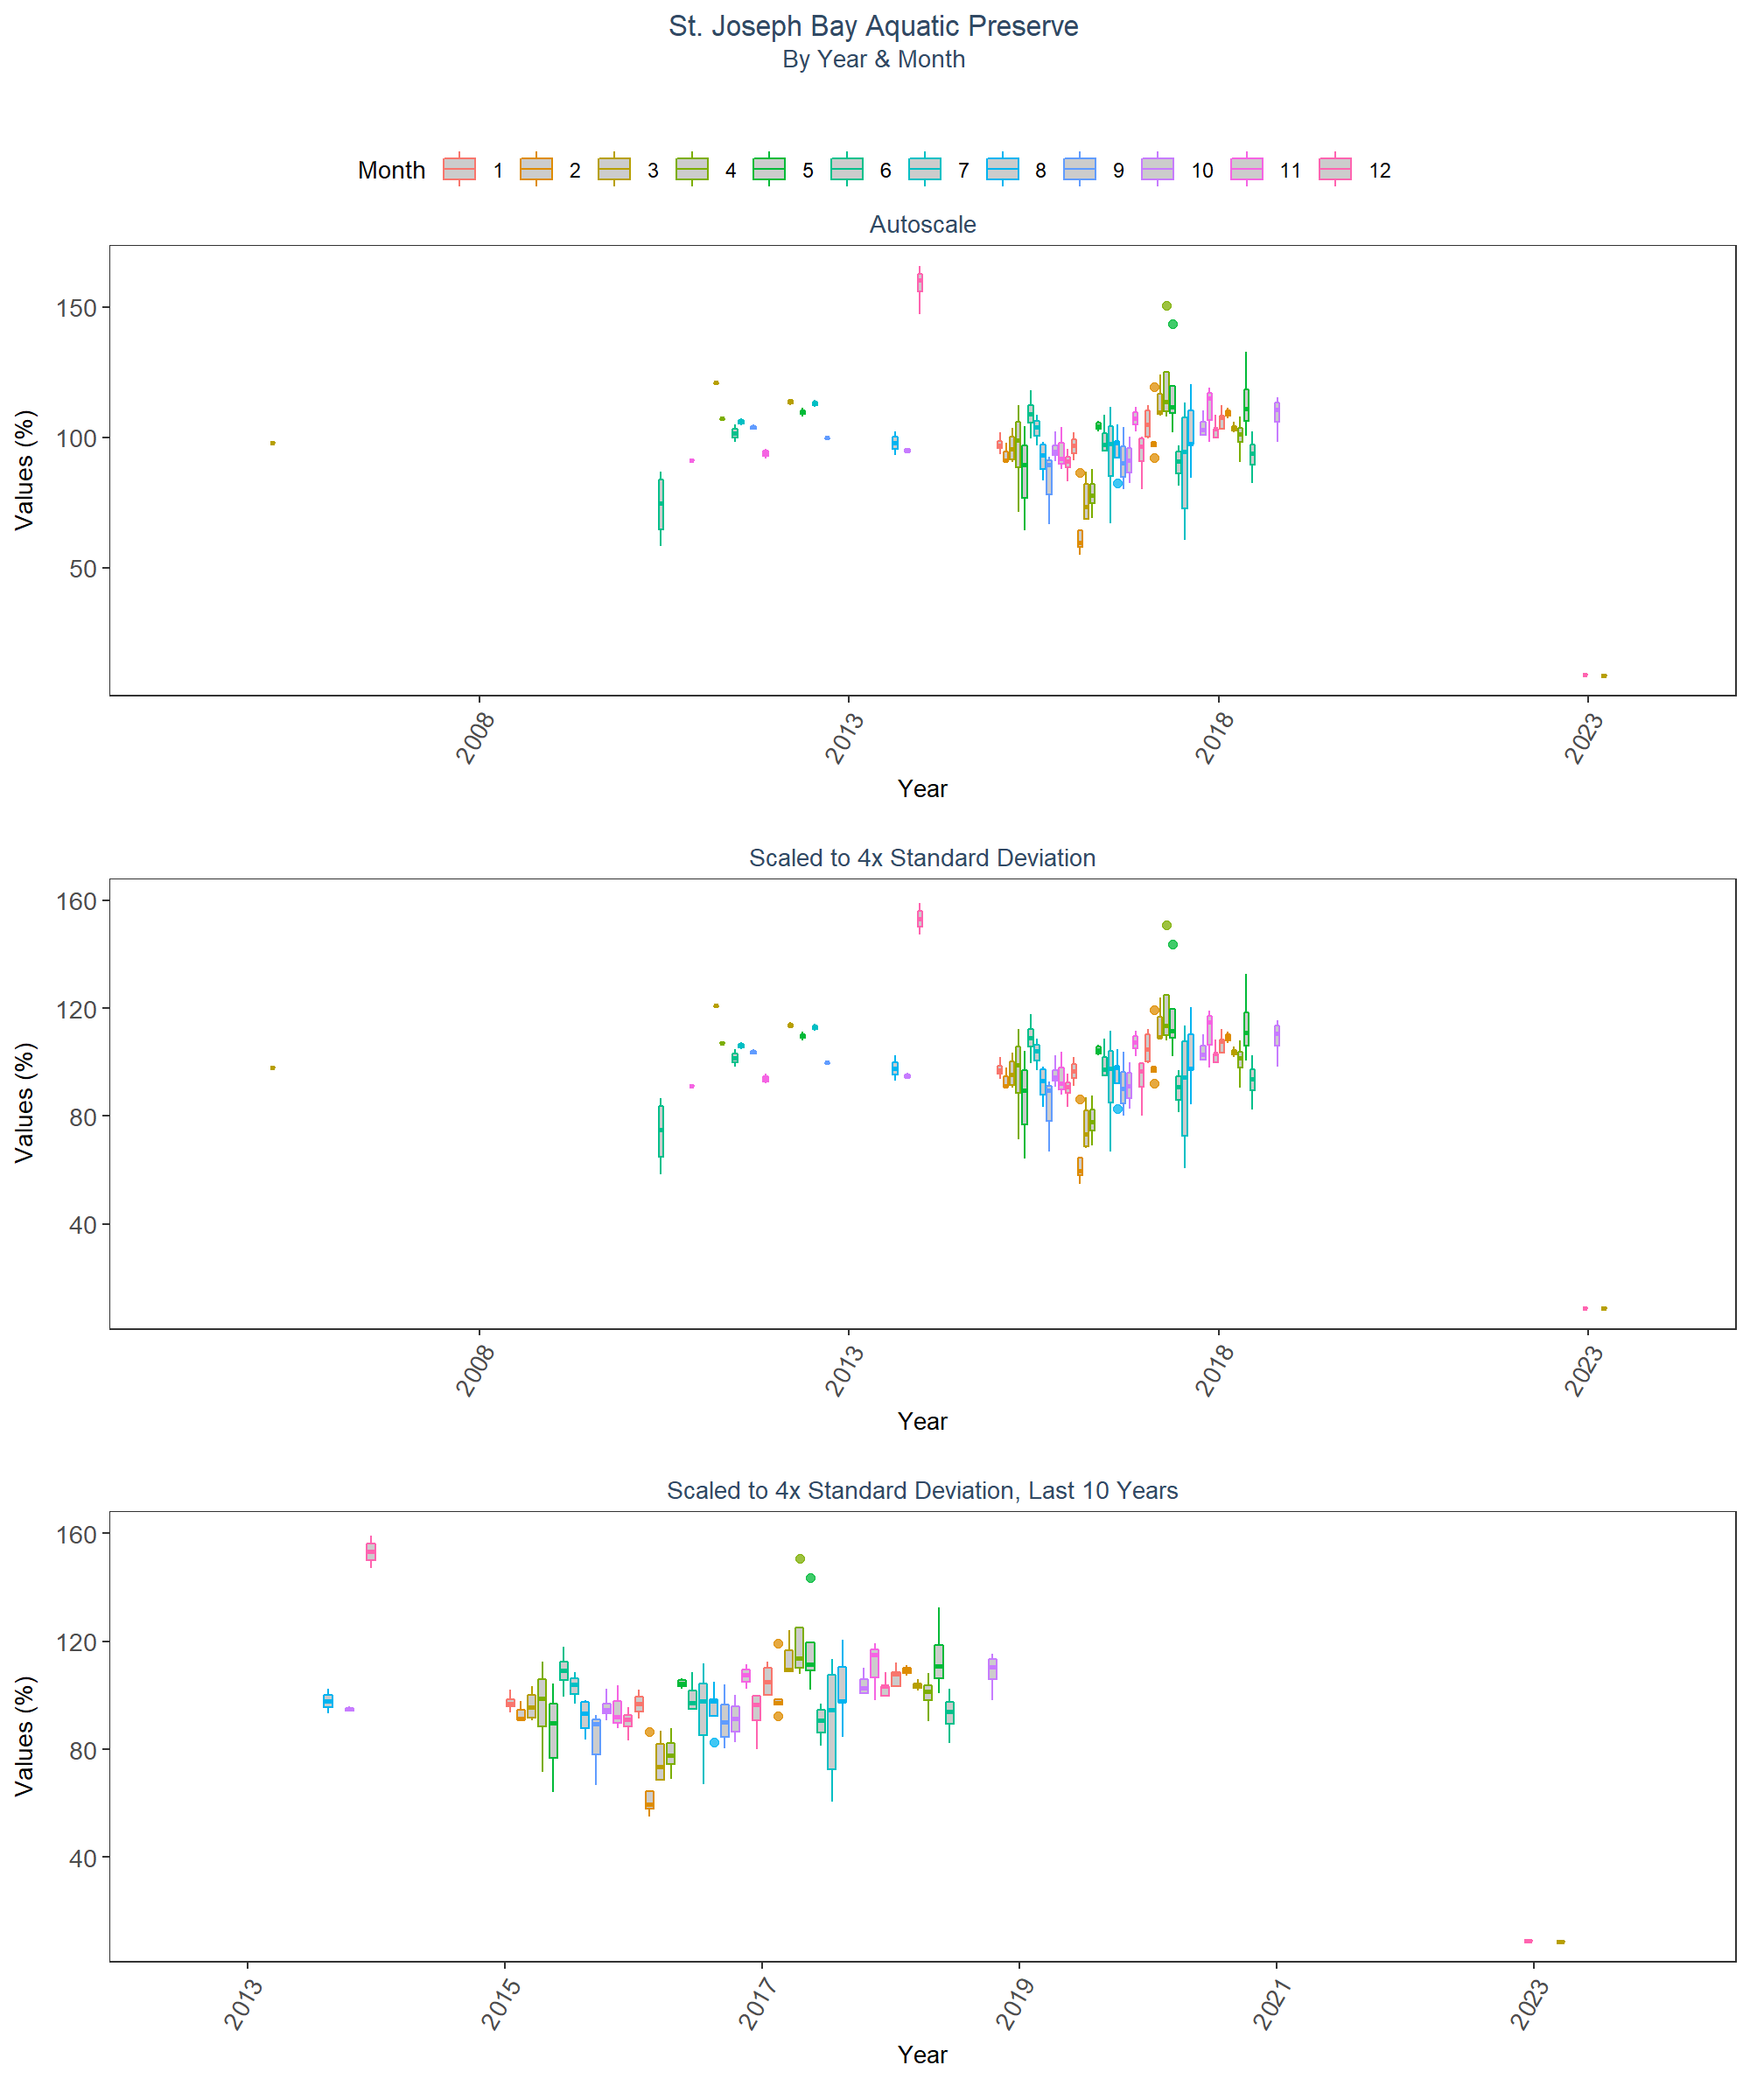 St. Joseph Bay Aquatic Preserve
By Year & Month
Month 1 2 3 4 5 6 7 8 9 10 11 12
Autoscale
150
100
50
Values (%)
2008 2013 2018 2023
Year
Scaled to 4x Standard Deviation
160
120
80
40
Values (%)
2008 2013 2018 2023
Year
Scaled to 4x Standard Deviation, Last 10 Years
160
120
80
40
Values (%)
2013 2015 2017 2019 2021 2023
Year